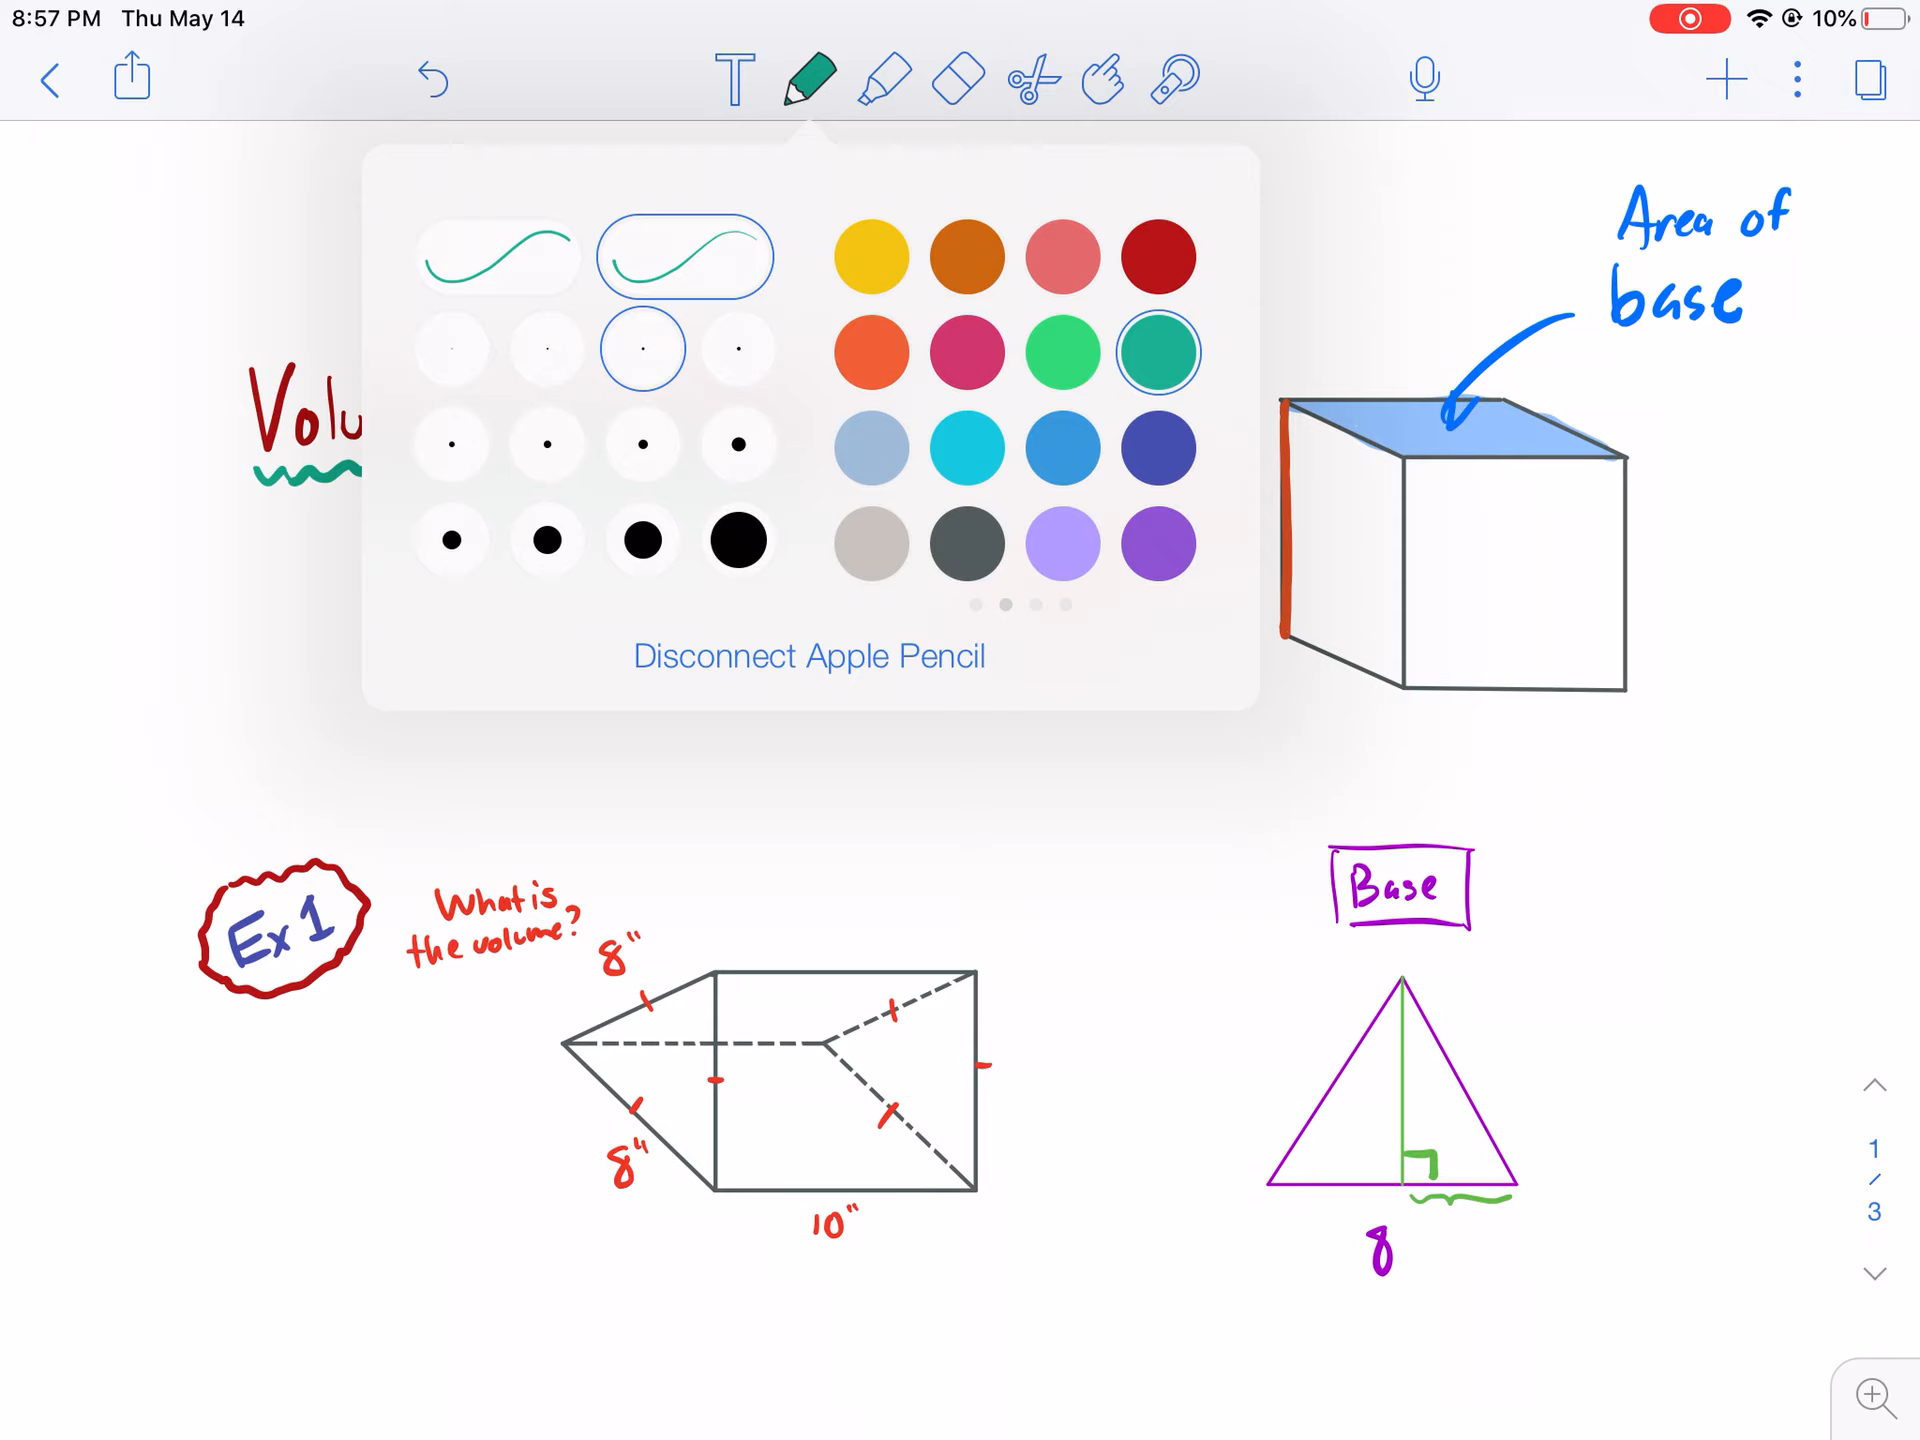 8:57 PM Thu May 14
10%
T
Area of
base
Volu
Disconnect Apple Pencil
Ex 1
What is
the volume?
8"
8"
10"
Base
8
1
/
3